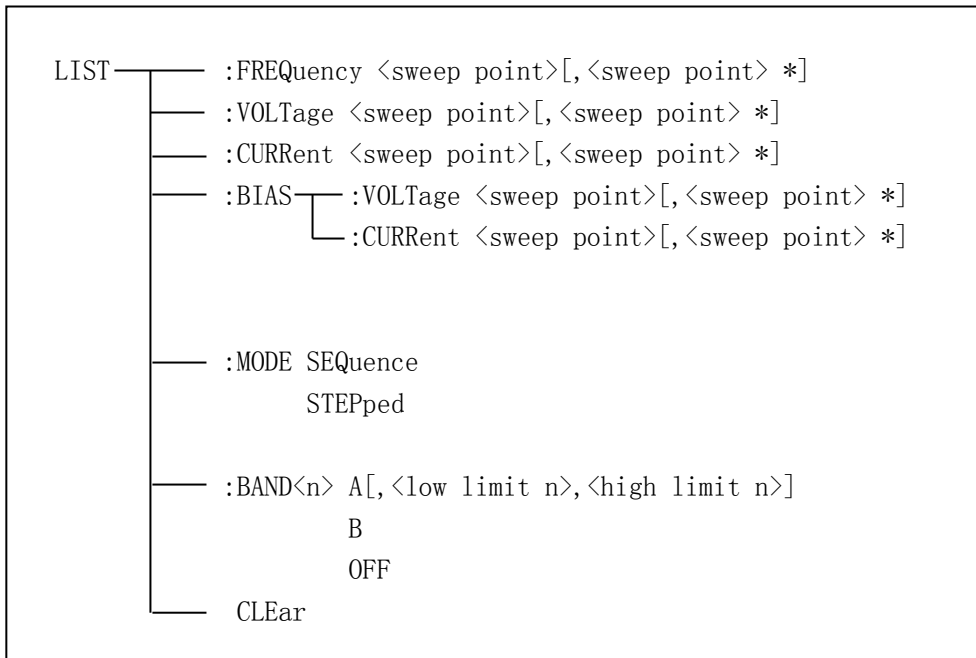 LIST :FREQuency <sweep point>[,<sweep point> *]
:VOLTage <sweep point>[,<sweep point> *]
:CURRent <sweep point>[,<sweep point> *]
:BIAS :VOLTage <sweep point>[,<sweep point> *]
:CURRent <sweep point>[,<sweep point> *]
:MODE SEQuence
STEPped
:BAND<n> A[,<low limit n>,<high limit n>]
B
OFF
CLEar